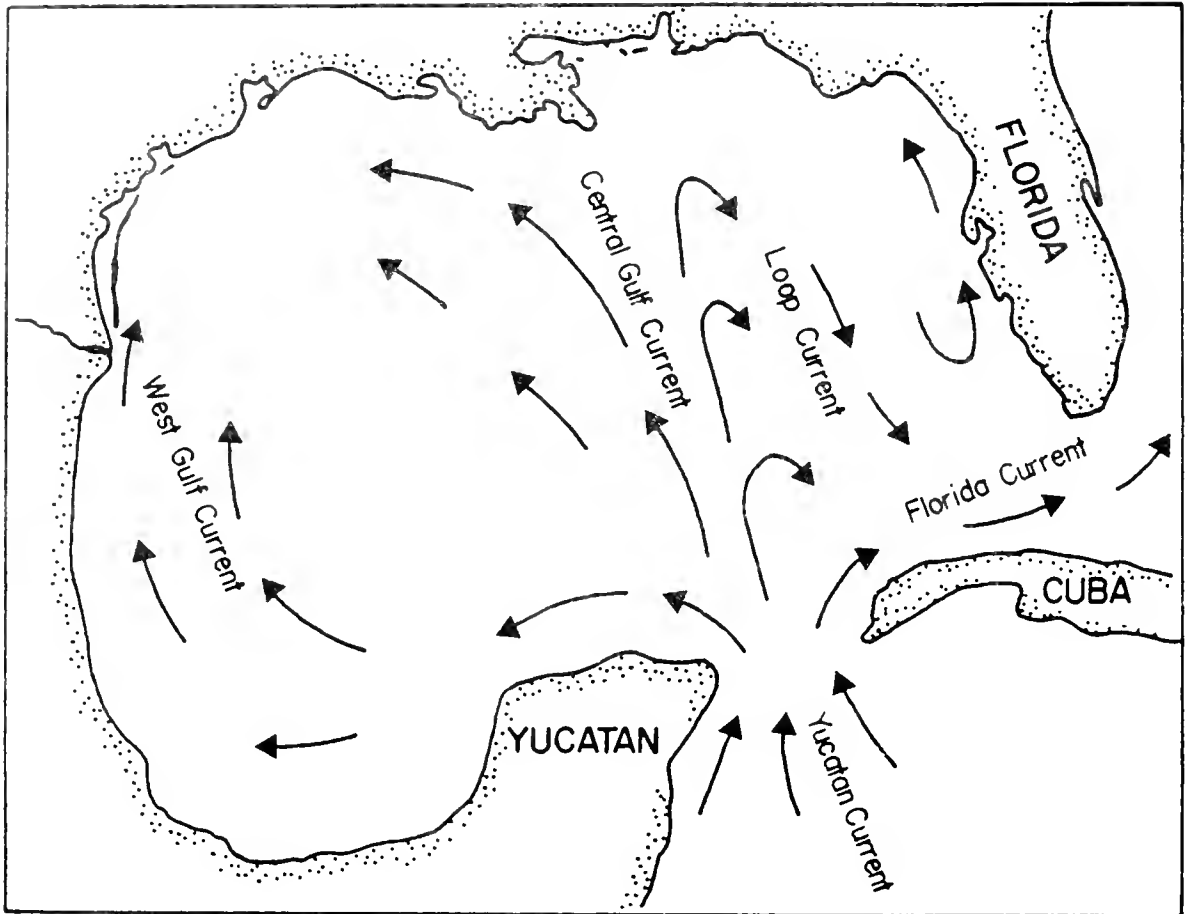 FLORIDA
Central Gulf Current
Loop Current
West Gulf Current
Florida Current
CUBA
YUCATAN
Yucatan Current